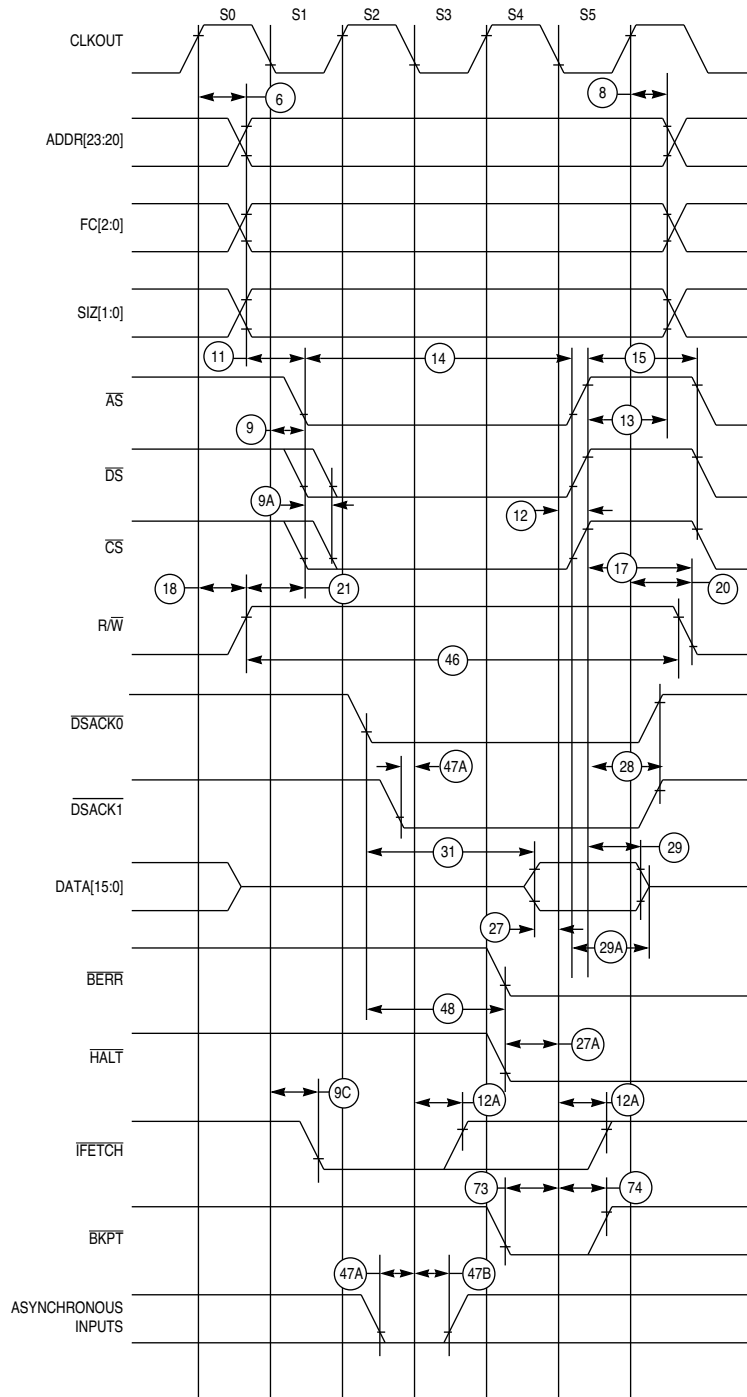 S0 S1 S2 S3 S4 S5
CLKOUT
6 8
ADDR[23:20]
FC[2:0]
SIZ[1:0]
11 14 15
AS
9 13
DS
9A 12
CS
17
18 21 20
R/W
46
DSACK0
47A 28
DSACK1
31 29
DATA[15:0]
27 29A
BERR
48
27A
HALT
9C 12A 12A
IFETCH
73 74
BKPT
47A 47B
ASYNCHRONOUS
INPUTS